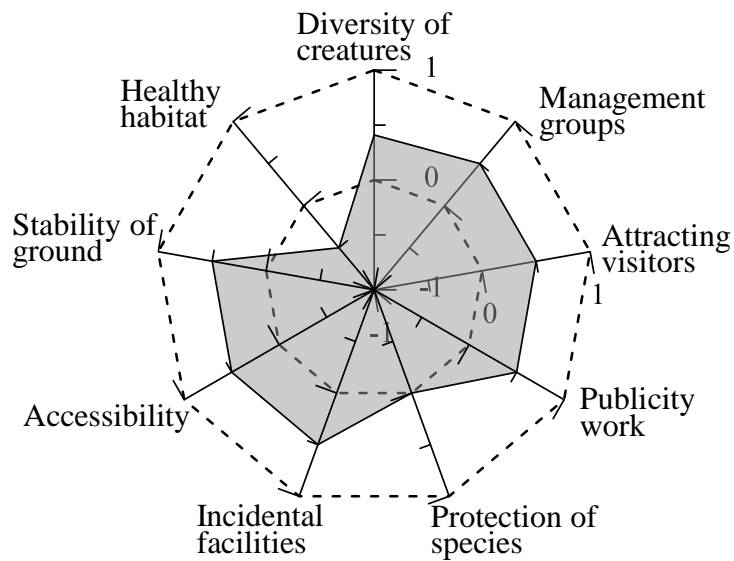 Diversity of
creatures
1
Healthy
habitat
Management
groups
0
Stability of
ground
Attracting
visitors
-1
1
0
-1
Accessibility
Publicity
work
Incidental
facilities
Protection of
species